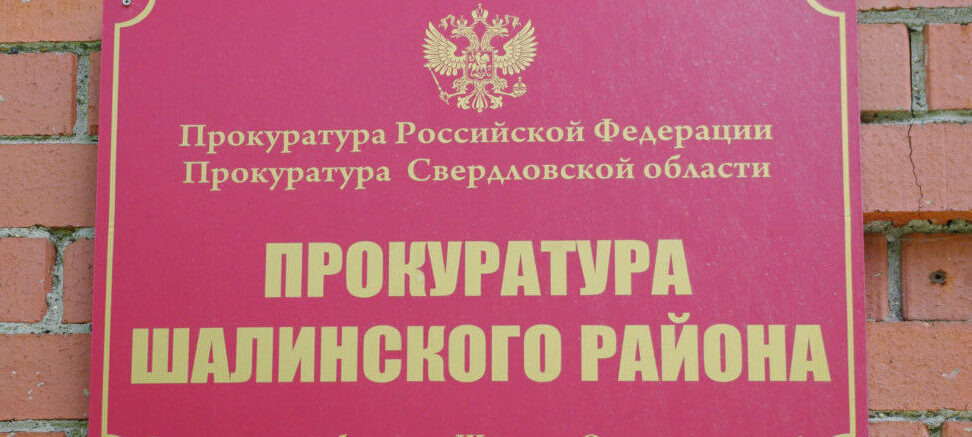 Прокуратура Российской Федерации
Прокуратура Свердловской области
ПРОКУРАТУРА
ШАЛИНСКОГО РАЙОНА